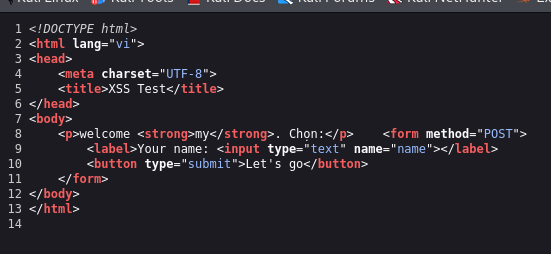 Kali Linux Kali Tools Kali Docs Kali Forums Kali NetHunter Ex
1 <!DOCTYPE html>
2 <html lang="vi">
3 <head>
4 <meta charset="UTF-8">
5 <title>XSS Test</title>
6 </head>
7 <body>
8 <p>welcome <strong>my</strong>. Chọn:</p> <form method="POST">
9 <label>Your name: <input type="text" name="name"></label>
10 <button type="submit">Let's go</button>
11 </form>
12 </body>
13 </html>
14